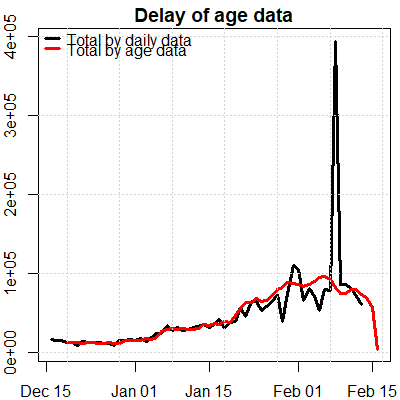 Delay of age data
Total by daily data
Total by age data
4e+05
3e+05
2e+05
1e+05
0e+00
Dec 15
Jan 01
Jan 15
Feb 01
Feb 15